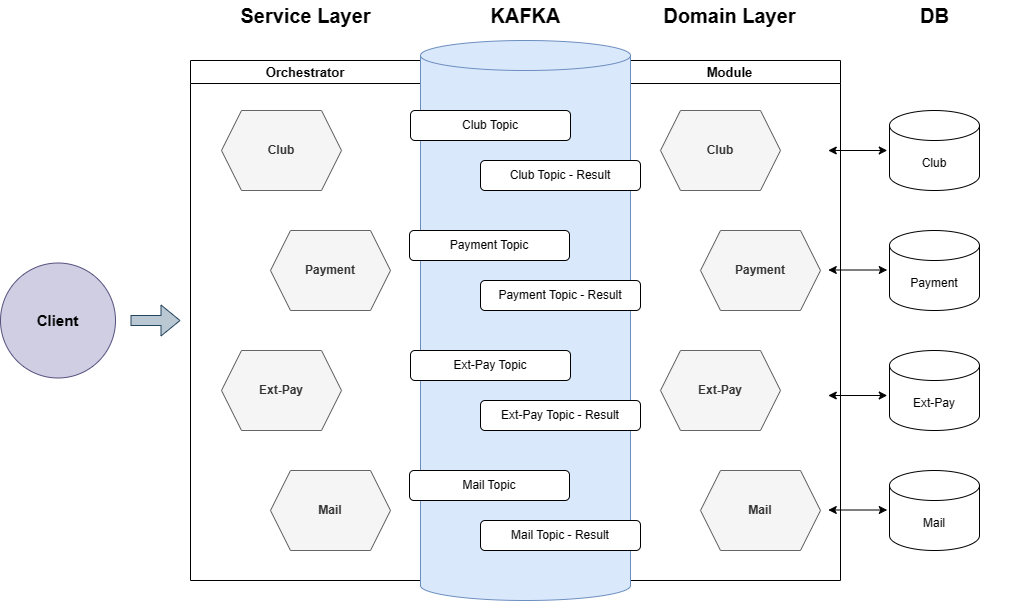 Service Layer
KAFKA
Domain Layer
DB
Orchestrator
Module
Club
Club Topic
Club Topic - Result
Club
Club
Payment
Payment Topic
Payment Topic - Result
Payment
Payment
Client
Ext-Pay
Ext-Pay Topic
Ext-Pay Topic - Result
Ext-Pay
Ext-Pay
Mail
Mail Topic
Mail Topic - Result
Mail
Mail